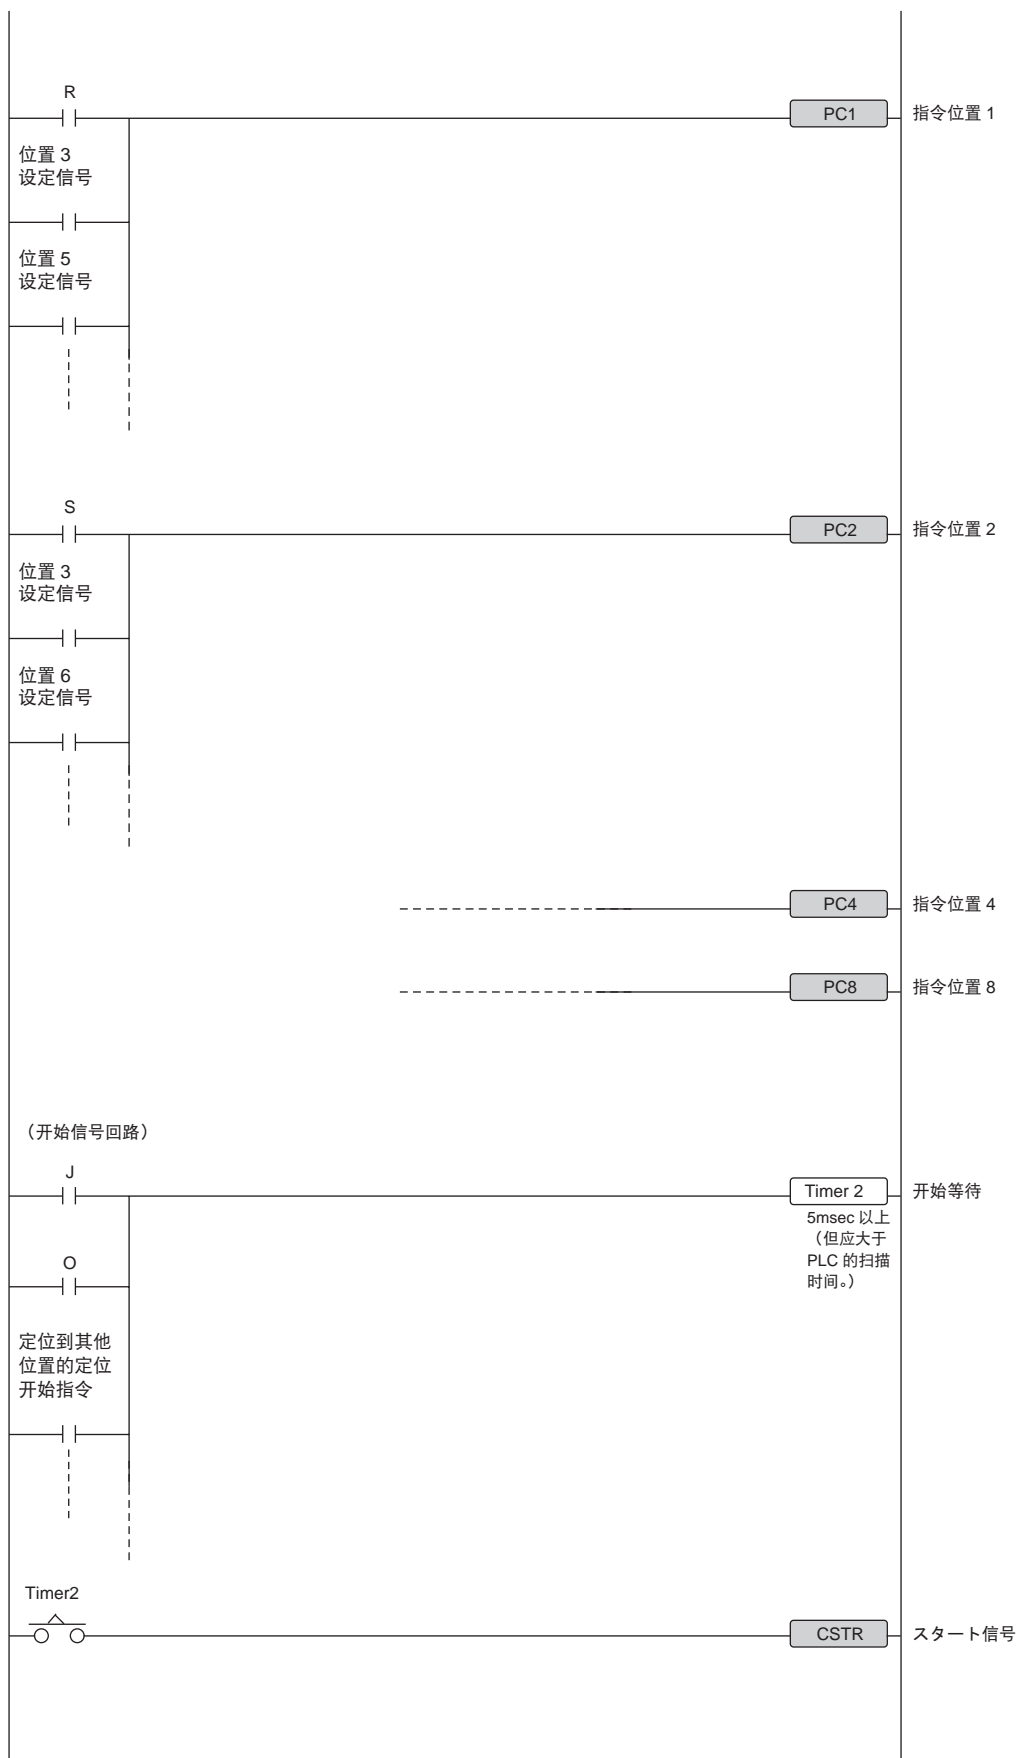 R
PC1
指令位置 1
位置 3
设定信号
位置 5
设定信号
S
PC2
指令位置 2
位置 3
设定信号
位置 6
设定信号
PC4
指令位置 4
PC8
指令位置 8
（开始信号回路）
J
Timer 2
开始等待
5msec 以上
（但应大于
PLC 的扫描
时间。）
O
定位到其他
位置的定位
开始指令
Timer2
CSTR
スタート信号